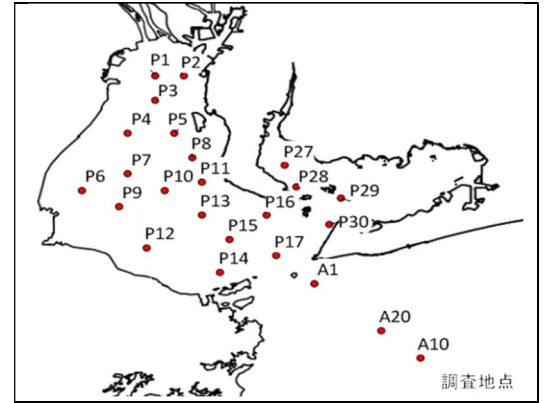 P1 P2
P3
P4 P5
P8
P27
P7 P11
P28
P6 P10 P29
P9 P13 P16
P30
P15
P12 P17
P14
A1
A20
A10
調査地点